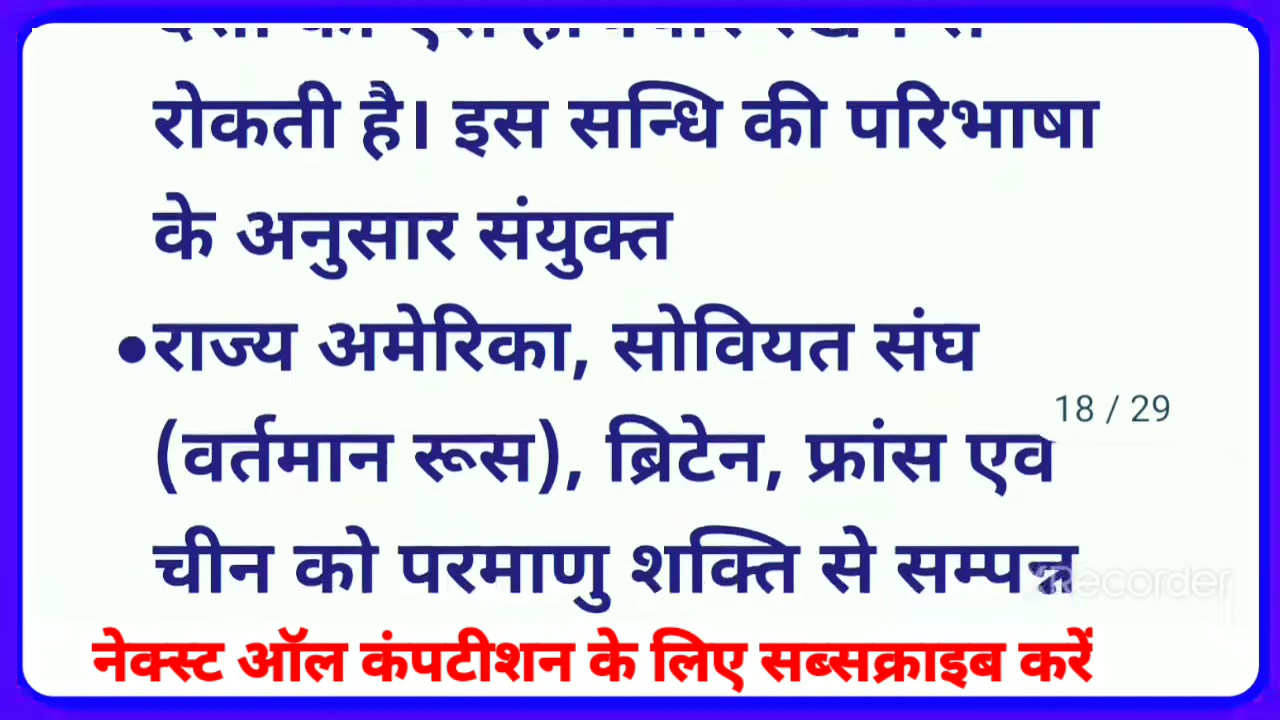 रोकती है। इस सन्धि की परिभाषा
के अनुसार संयुक्त
•राज्य अमेरिका, सोवियत संघ
18 / 29
(वर्तमान रूस), ब्रिटेन, फ्रांस एव
चीन को परमाणु शक्ति से सम्पन्न
Recorder
नेक्स्ट ऑल कंपटीशन के लिए सब्सक्राइब करें